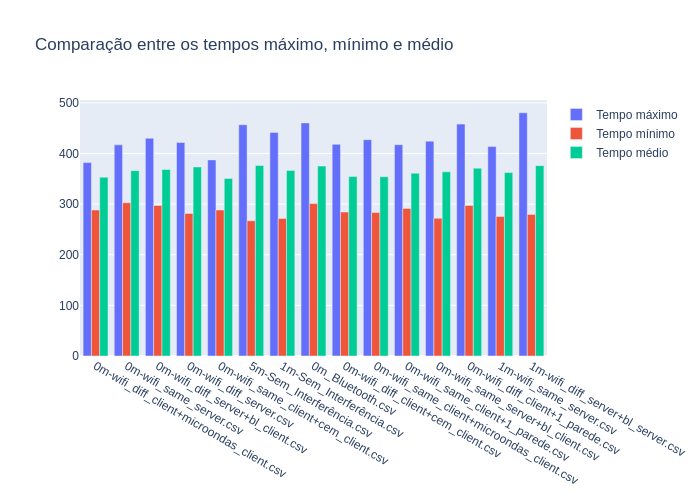 Comparação entre os tempos máximo, mínimo e médio
500
400
300
200
100
0
Tempo máximo
Tempo mínimo
Tempo médio
0m-wifi_diff_client+microondas_client.csv
0m-wifi_same_server.csv
0m-wifi_diff_server+bl_client.csv
0m-wifi_diff_server.csv
0m-wifi_same_client+cem_client.csv
5m-Sem_Interferência.csv
1m-Sem_Interferência.csv
0m_Bluetooth.csv
0m-wifi_diff_client+cem_client.csv
0m-wifi_same_client+microondas_client.csv
0m-wifi_same_client+1_parede.csv
0m-wifi_same_server+bl_client.csv
0m-wifi_diff_client+1_parede.csv
1m-wifi_same_server.csv
1m-wifi_diff_server+bl_server.csv